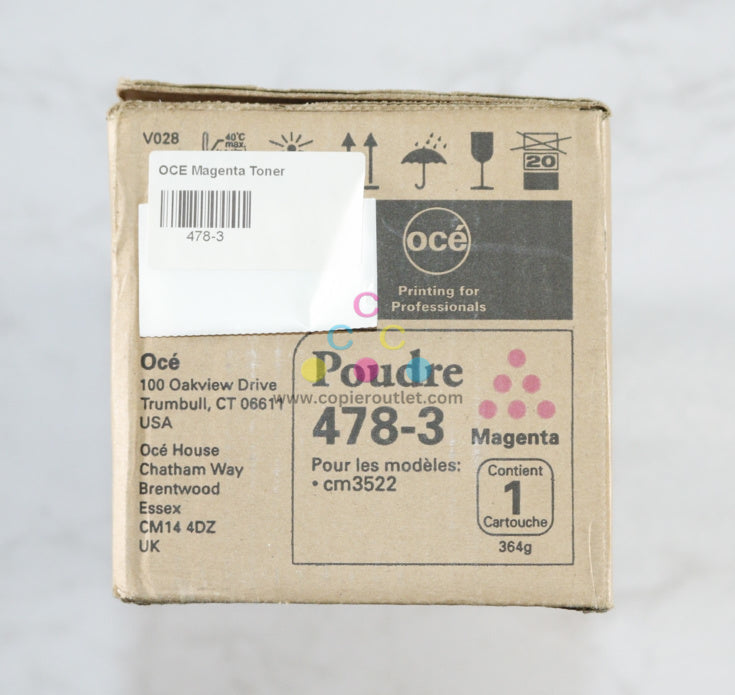 V028
40°C
max.
20
OCE Magenta Toner
478-3
océ
Printing for
Professionals
C
C C
Océ
100 Oakview Drive
Trumbull, CT 06611
USA
Océ House
Chatham Way
Brentwood
Essex
CM14 4DZ
UK
Poudre
www.copieroutlet.com
478-3
Pour les modèles:
• cm3522
Magenta
Contient
1
Cartouche
364g